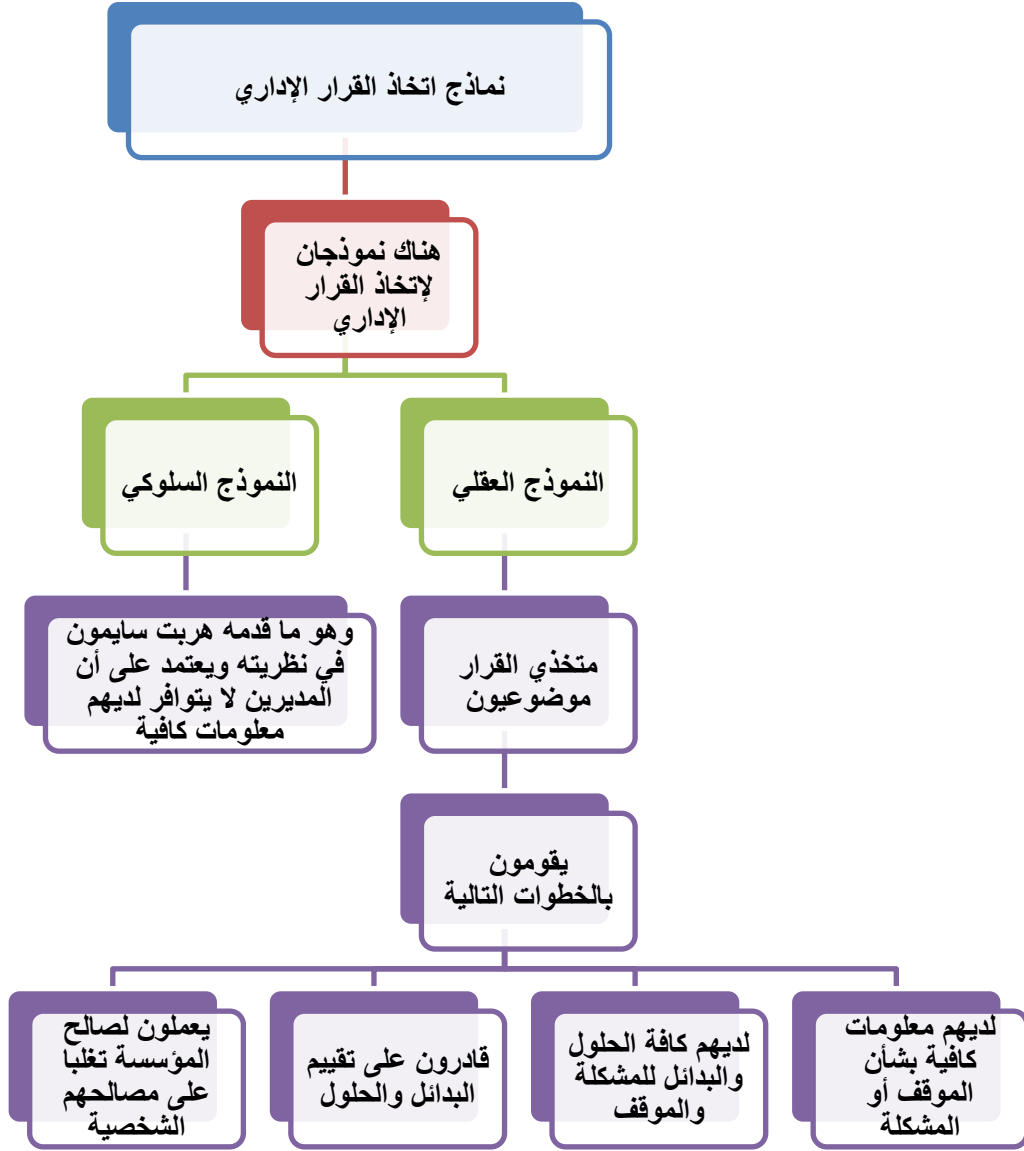 نماذج اتخاذ القرار الإداري
هناك نموذجان
لإتخاذ القرار
الإداري
النموذج العقلي
النموذج السلوكي
متخذي القرار
موضوعيون
وهو ما قدمه هربت سايمون
في نظريته ويعتمد على أن
المديرين لا يتوافر لديهم
معلومات كافية
يقومون
بالخطوات التالية
لديهم معلومات
كافية بشأن
الموقف أو
المشكلة
لديهم كافة الحلول
والبدائل للمشكلة
والموقف
قادرون على تقييم
البدائل والحلول
يعملون لصالح
المؤسسة تغلبا
على مصالحهم
الشخصية